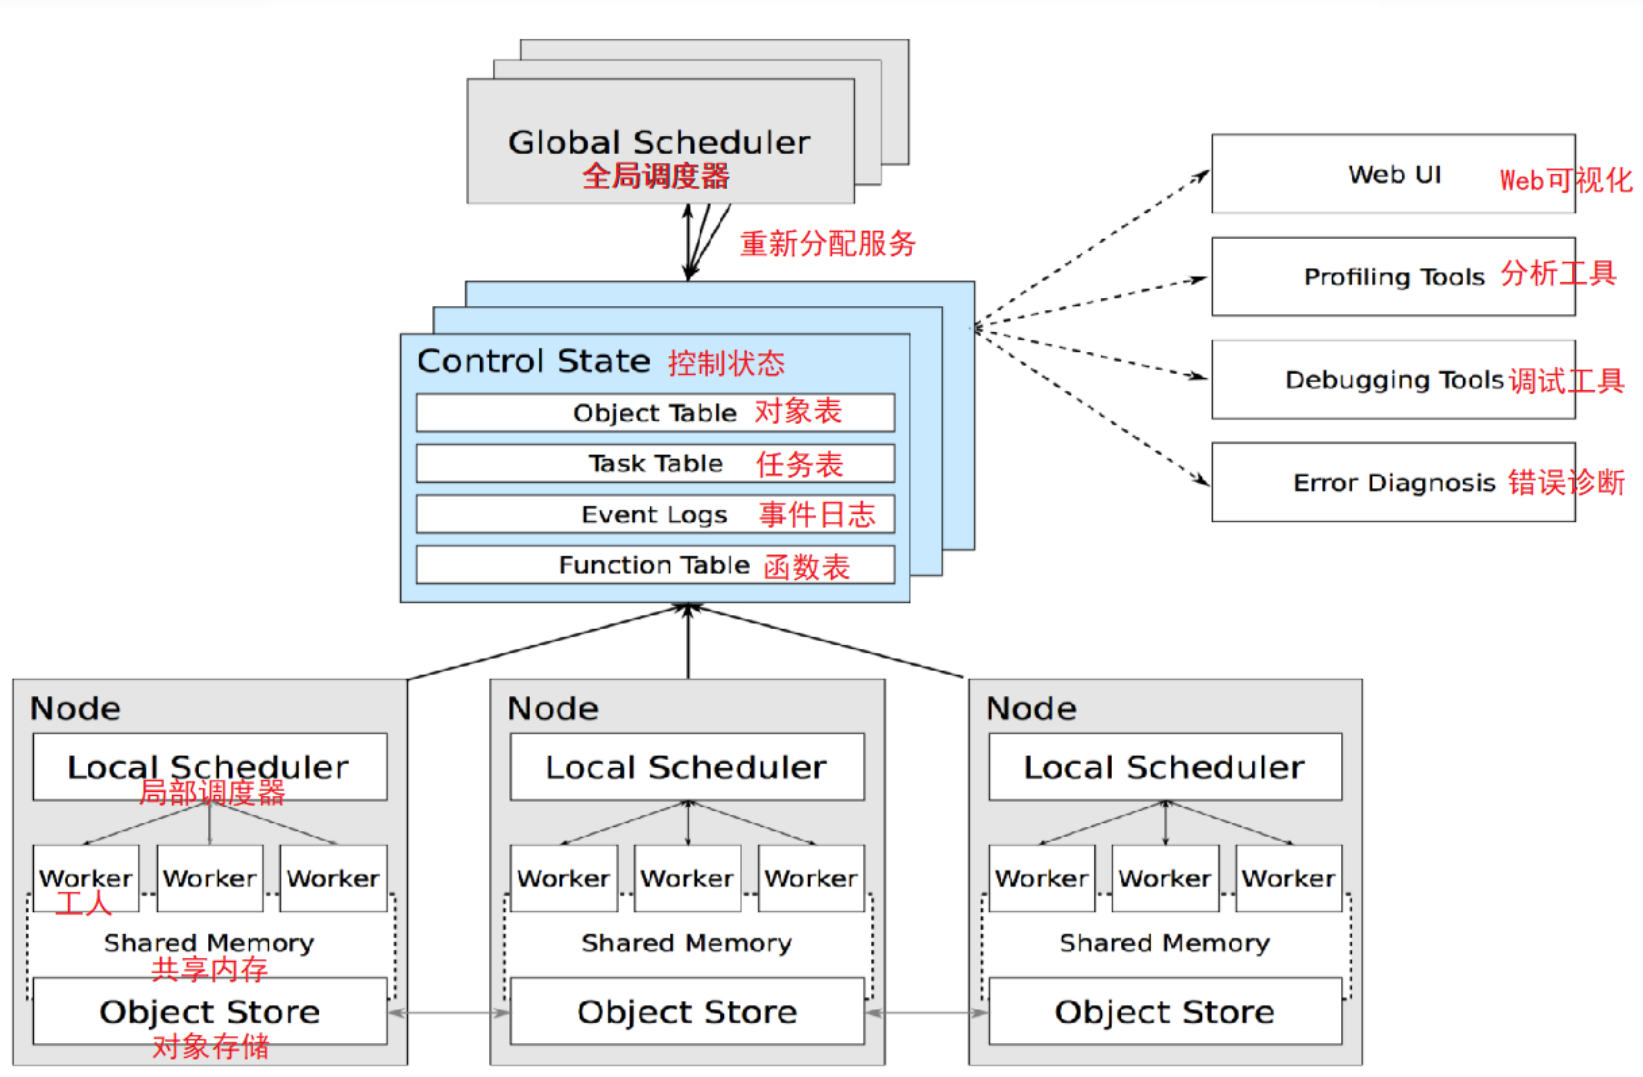 Global Scheduler
全局调度器
重新分配服务
Web UI Web可视化
Profiling Tools 分析工具
Debugging Tools 调试工具
Error Diagnosis 错误诊断
Control State 控制状态
Object Table 对象表
Task Table 任务表
Event Logs 事件日志
Function Table 函数表
Node
Local Scheduler
局部调度器
Worker Worker Worker
工人
Shared Memory
共享内存
Object Store
对象存储
Node
Local Scheduler
Worker Worker Worker
Shared Memory
Object Store
Node
Local Scheduler
Worker Worker Worker
Shared Memory
Object Store